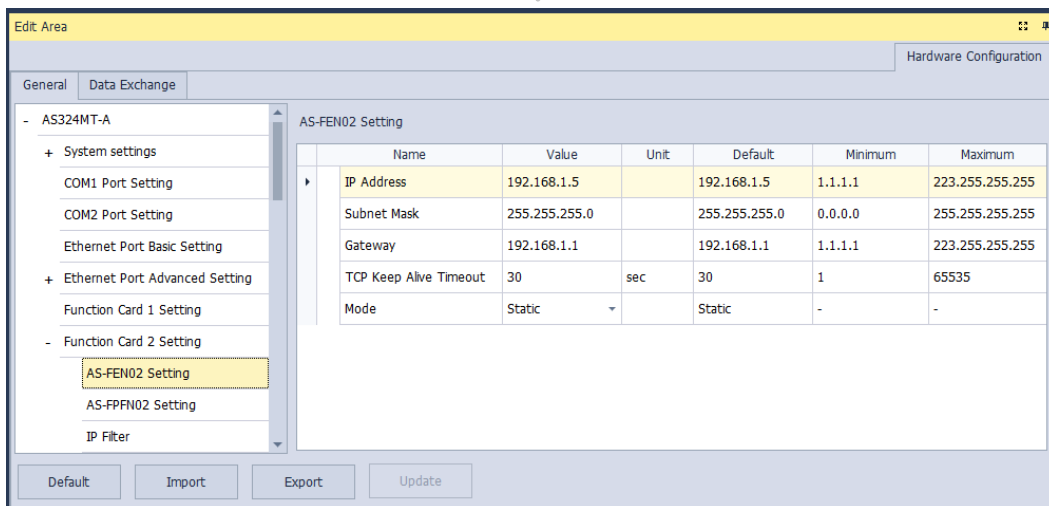 Edit Area
Hardware Configuration
General Data Exchange
- AS324MT-A
+ System settings
COM1 Port Setting
COM2 Port Setting
Ethernet Port Basic Setting
+ Ethernet Port Advanced Setting
Function Card 1 Setting
- Function Card 2 Setting
AS-FEN02 Setting
AS-FPFN02 Setting
IP Filter
AS-FEN02 Setting
Name Value Unit Default Minimum Maximum
IP Address 192.168.1.5 192.168.1.5 1.1.1.1 223.255.255.255
Subnet Mask 255.255.255.0 255.255.255.0 0.0.0.0 255.255.255.255
Gateway 192.168.1.1 192.168.1.1 1.1.1.1 223.255.255.255
TCP Keep Alive Timeout 30 sec 30 1 65535
Mode Static Static - -
Default Import Export Update